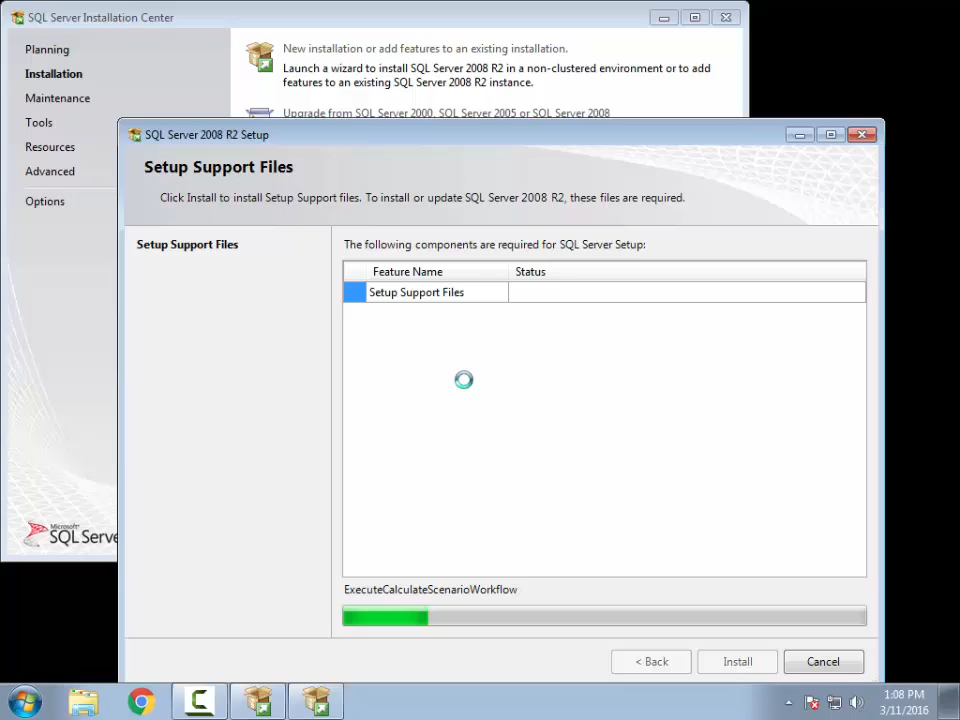 SQL Server Installation Center
Planning
Installation
Maintenance
Tools
Resources
Advanced
Options
New installation or add features to an existing installation.
Launch a wizard to install SQL Server 2008 R2 in a non-clustered environment or to add
features to an existing SQL Server 2008 R2 instance.
Upgrade from SQL Server 2000, SQL Server 2005 or SQL Server 2008
Microsoft
SQL Serve
SQL Server 2008 R2 Setup
Setup Support Files
Click Install to install Setup Support files. To install or update SQL Server 2008 R2, these files are required.
Setup Support Files
The following components are required for SQL Server Setup:
Feature Name Status
Setup Support Files
ExecuteCalculateScenarioWorkflow
< Back Install Cancel
1:08 PM
3/11/2016